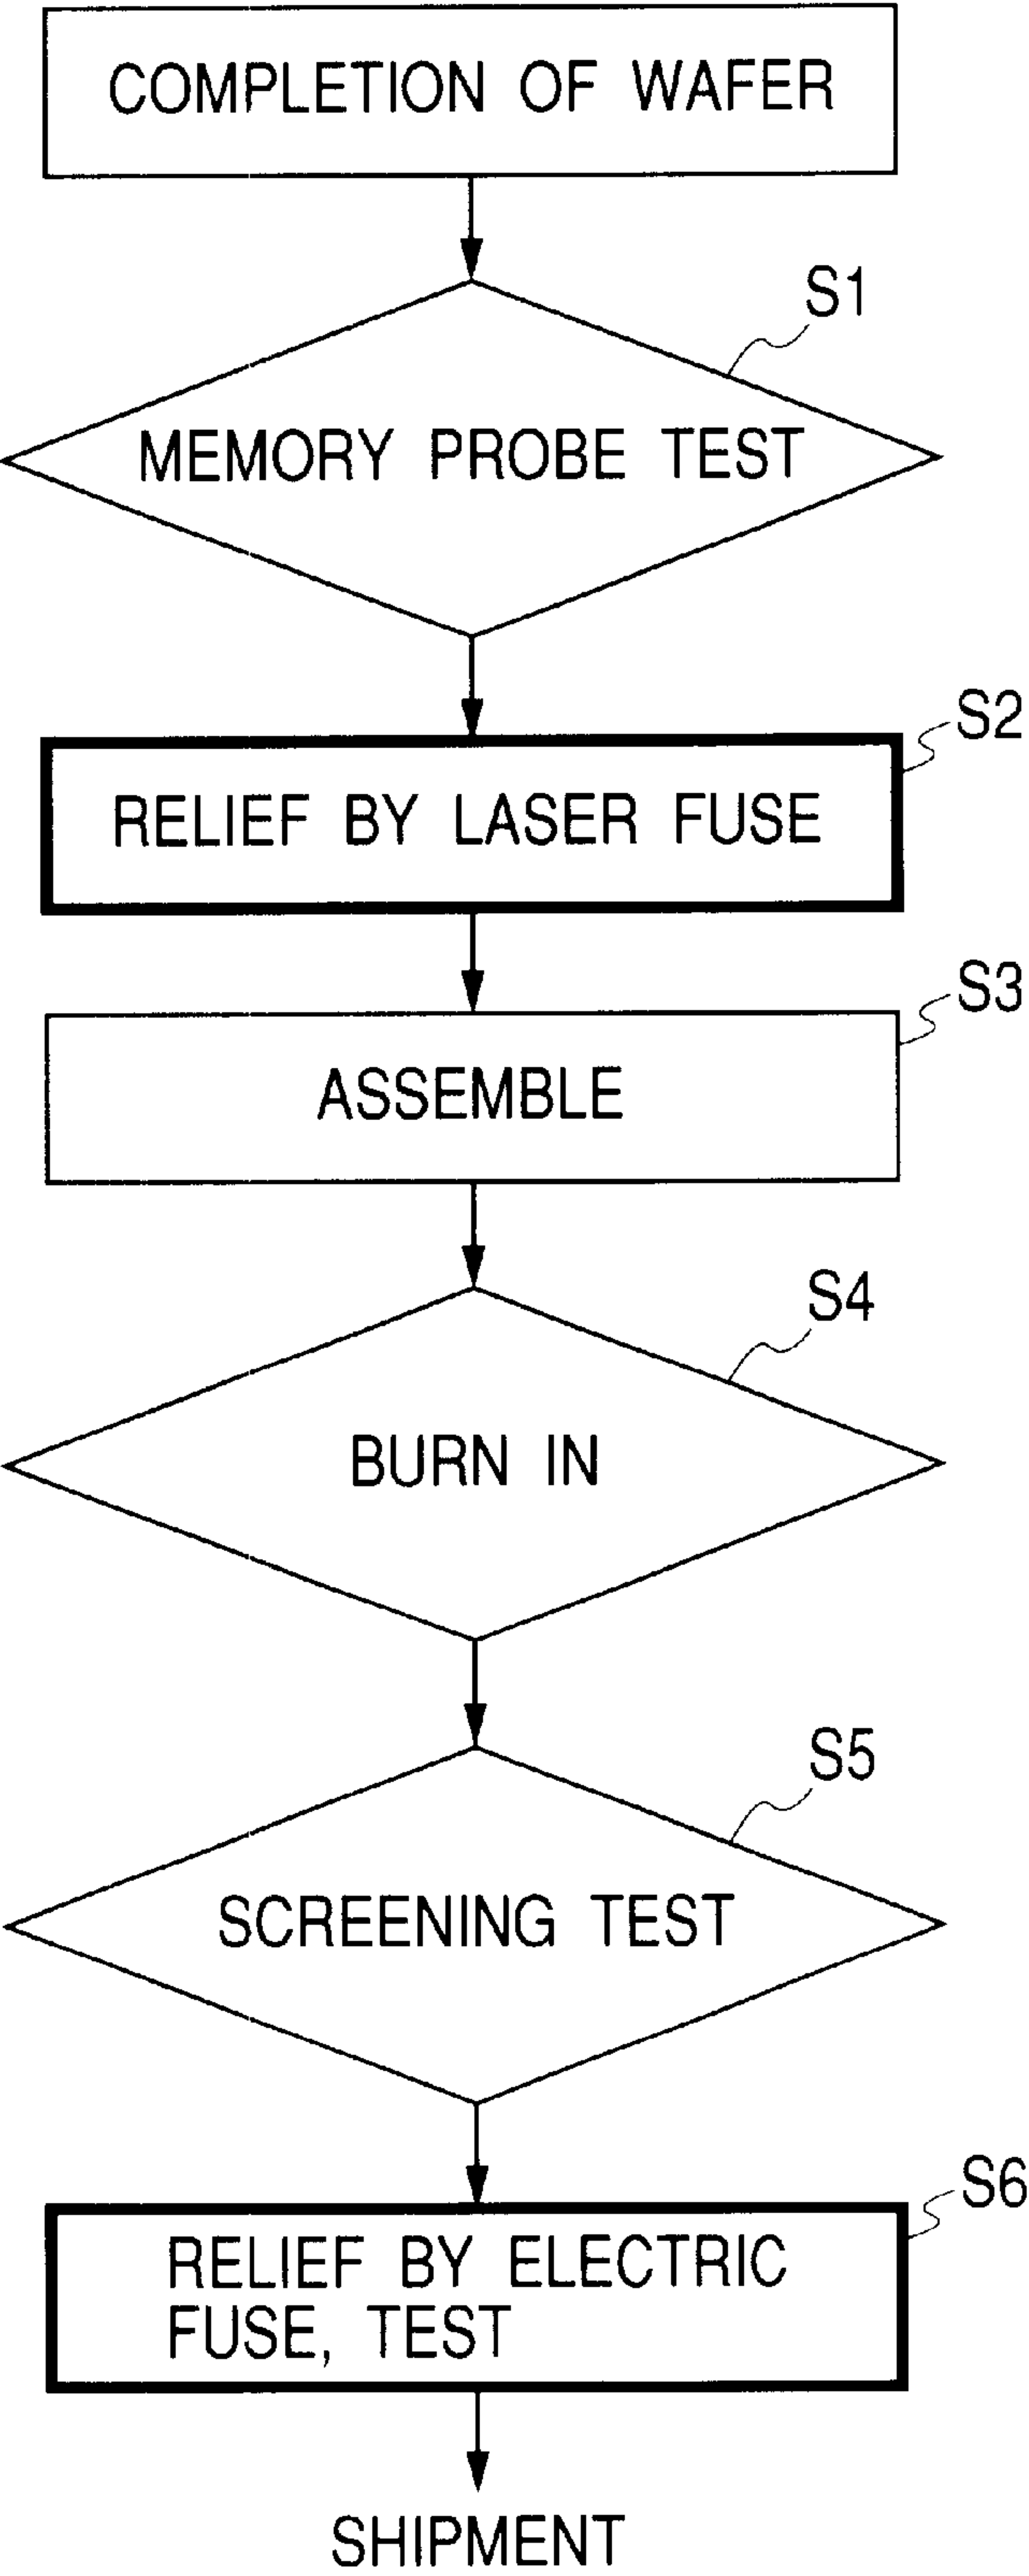 COMPLETION OF WAFER
S1
MEMORY PROBE TEST
S2
RELIEF BY LASER FUSE
S3
ASSEMBLE
S4
BURN IN
S5
SCREENING TEST
S6
RELIEF BY ELECTRIC
FUSE, TEST
SHIPMENT